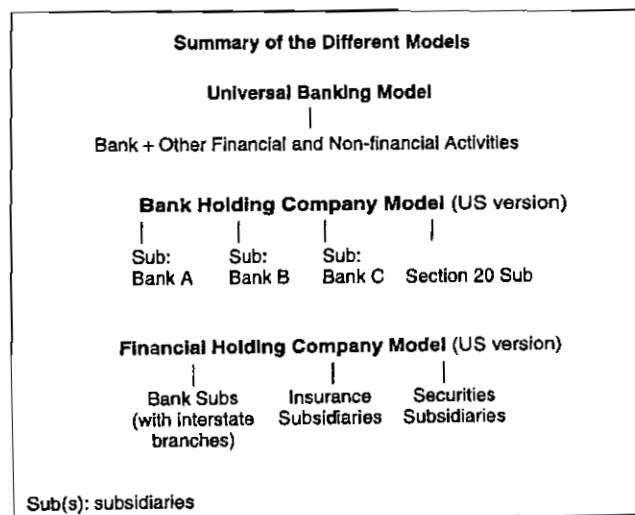 Summary of the Different Models
Universal Banking Model
Bank + Other Financial and Non-financial Activities
Bank Holding Company Model (US version)
Sub: Sub: Sub:
Bank A Bank B Bank C Section 20 Sub
Financial Holding Company Model (US version)
Bank Subs Insurance Securities
(with interstate Subsidiaries Subsidiaries
branches)
Sub(s): subsidiaries